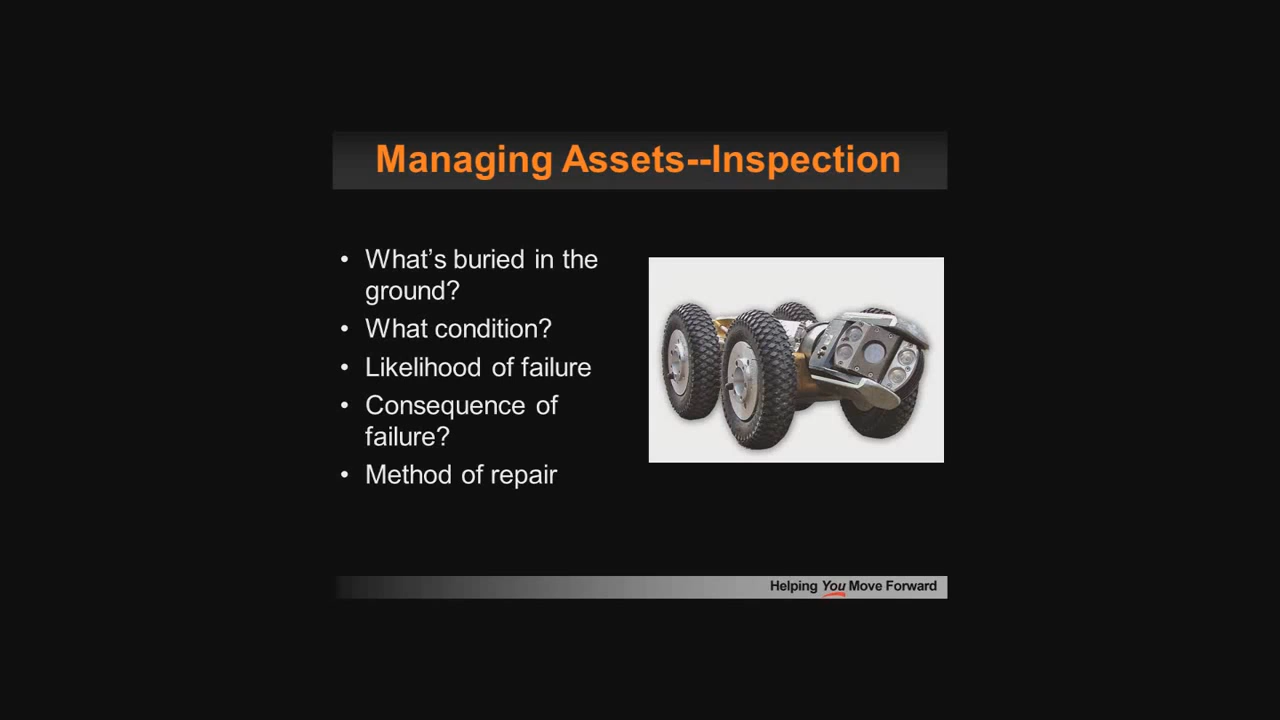 Managing Assets--Inspection
• What’s buried in the
ground?
• What condition?
• Likelihood of failure
• Consequence of
failure?
• Method of repair
Helping You Move Forward